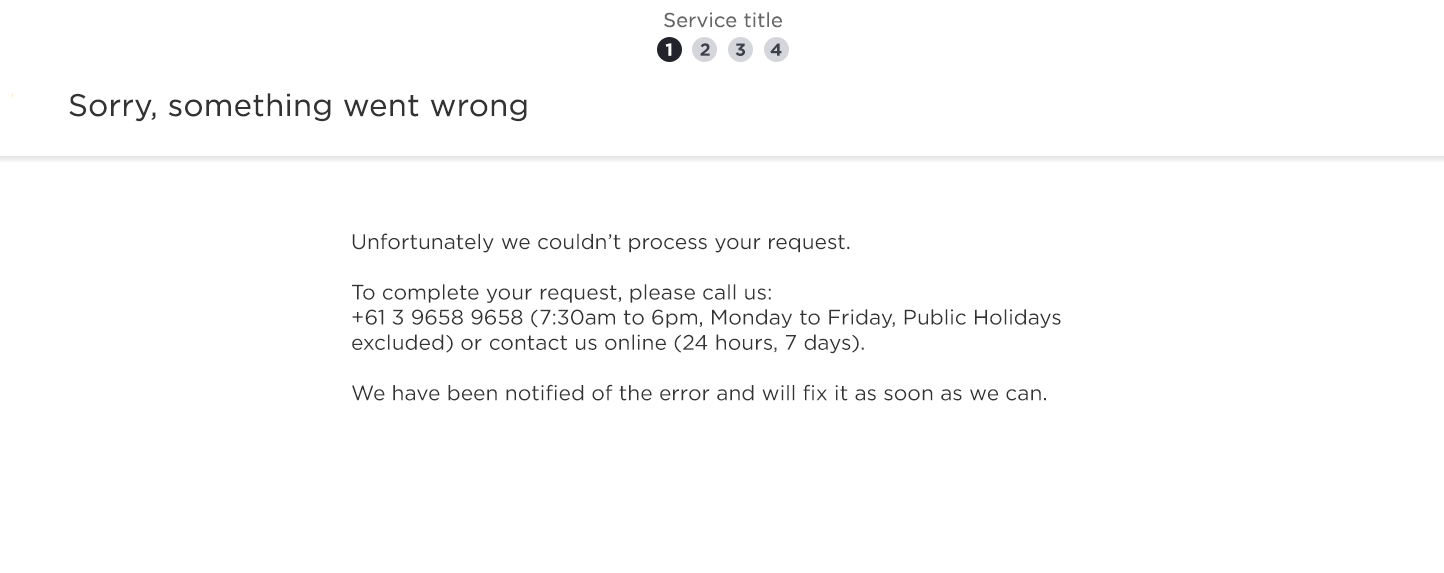 Service title
1 2 3 4
Sorry, something went wrong
Unfortunately we couldn’t process your request.
To complete your request, please call us:
+61 3 9658 9658 (7:30am to 6pm, Monday to Friday, Public Holidays
excluded) or contact us online (24 hours, 7 days).
We have been notified of the error and will fix it as soon as we can.